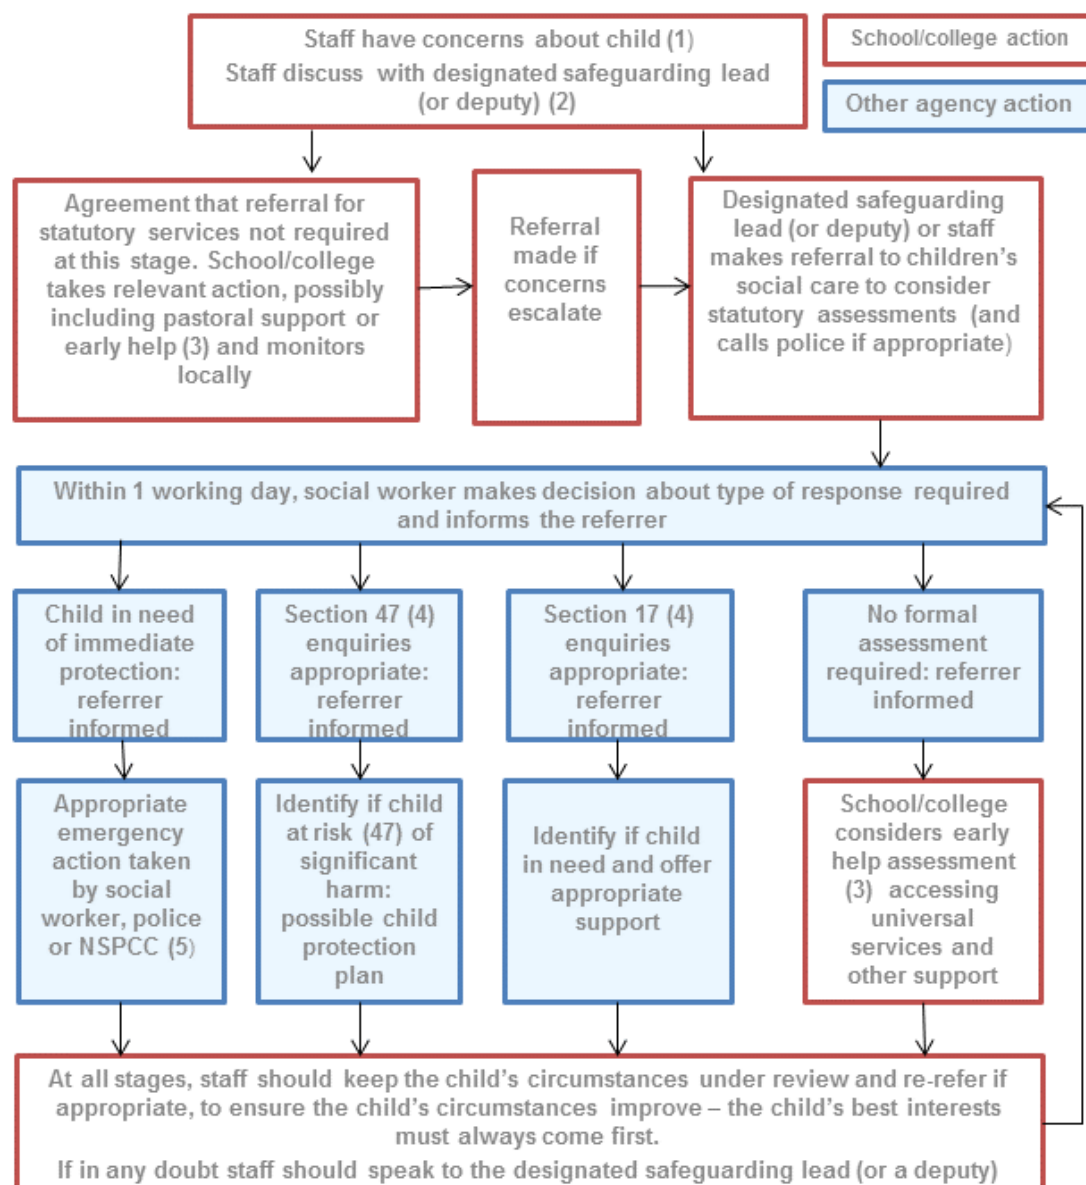 Staff have concerns about child (1)
Staff discuss with designated safeguarding lead
(or deputy) (2)
School/college action
Other agency action
Agreement that referral for
statutory services not required
at this stage. School/college
takes relevant action, possibly
including pastoral support or
early help (3) and monitors
locally
Referral
made if
concerns
escalate
Designated safeguarding
lead (or deputy) or staff
makes referral to children’s
social care to consider
statutory assessments (and
calls police if appropriate)
Within 1 working day, social worker makes decision about type of response required
and informs the referrer
Child in need
of immediate
protection:
referrer
informed
Section 47 (4)
enquiries
appropriate:
referrer
informed
Section 17 (4)
enquiries
appropriate:
referrer
informed
No formal
assessment
required: referrer
informed
Appropriate
emergency
action taken
by social
worker, police
or NSPCC (5)
Identify if child
at risk (47) of
significant
harm:
possible child
protection
plan
Identify if child
in need and offer
appropriate
support
School/college
considers early
help assessment
(3) accessing
universal
services and
other support
At all stages, staff should keep the child’s circumstances under review and re-refer if
appropriate, to ensure the child’s circumstances improve – the child’s best interests
must always come first.
If in any doubt staff should speak to the designated safeguarding lead (or a deputy)